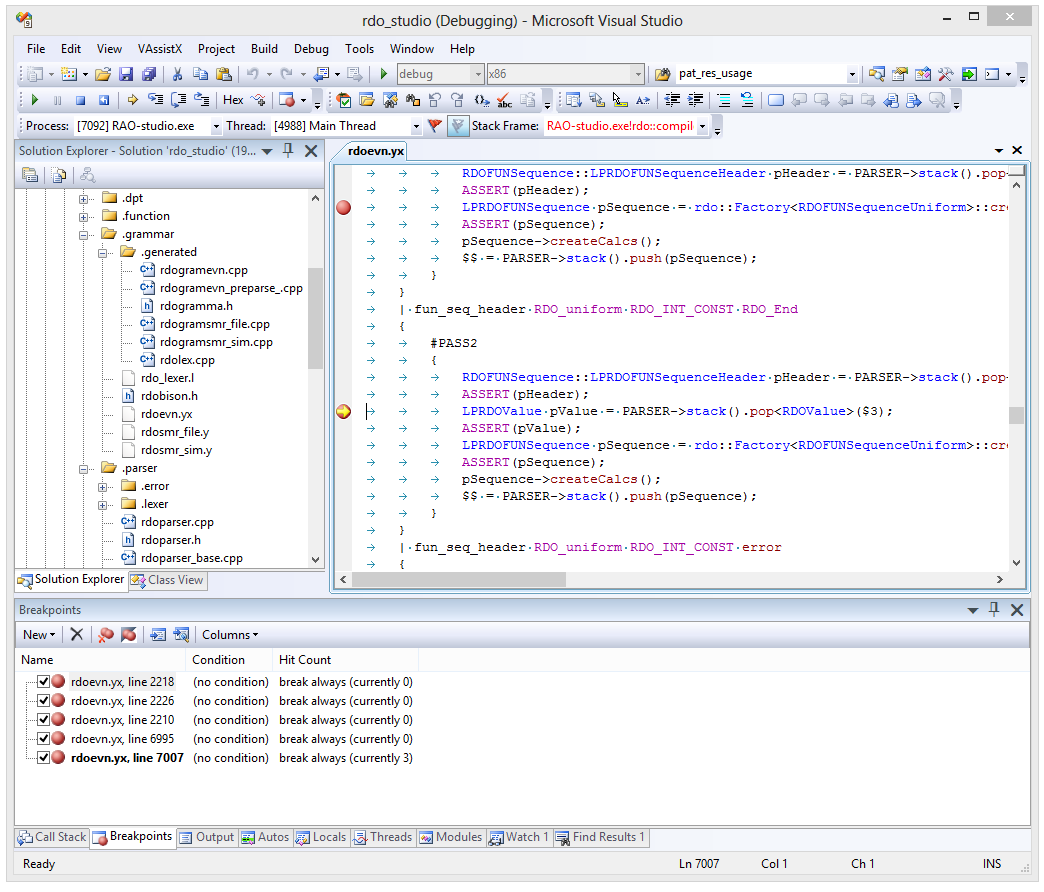 rdo_studio (Debugging) - Microsoft Visual Studio
File Edit View VAssistX Project Build Debug Tools Window Help
debug x86 pat_res_usage
Hex
Process: [7092] RAO-studio.exe Thread: [4988] Main Thread Stack Frame: RAO-studio.exe!rdo::compil
Solution Explorer - Solution 'rdo_studio' (19...
.dpt
.function
.grammar
.generated
rdogramevn.cpp
rdogramevn_preparse_.cpp
rdogramma.h
rdogramsmr_file.cpp
rdogramsmr_sim.cpp
rdolex.cpp
rdo_lexer.l
rdobison.h
rdoevn.yx
rdosmr_file.y
rdosmr_sim.y
.parser
.error
.lexer
rdoparser.cpp
rdoparser.h
rdoparser_base.cpp
Solution Explorer Class View
rdoevn.yx
RDOFUNSequence::LPRDOFUNSequenceHeader·pHeader·=·PARSER->stack().pop
ASSERT(pHeader);
LPRDOFUNSequence·pSequence·=·rdo::Factory<RDOFUNSequenceUniform>::cr
ASSERT(pSequence);
pSequence->createCalcs();
$$·=·PARSER->stack().push(pSequence);
}
}
|·fun_seq_header·RDO_uniform·RDO_INT_CONST·RDO_End
{
#PASS2
{
RDOFUNSequence::LPRDOFUNSequenceHeader·pHeader·=·PARSER->stack().pop
ASSERT(pHeader);
LPRDOValue·pValue·=·PARSER->stack().pop<RDOValue>($3);
ASSERT(pValue);
LPRDOFUNSequence·pSequence·=·rdo::Factory<RDOFUNSequenceUniform>::cr
ASSERT(pSequence);
pSequence->createCalcs();
$$·=·PARSER->stack().push(pSequence);
}
}
|·fun_seq_header·RDO_uniform·RDO_INT_CONST·error
{
Breakpoints
New Columns
Name Condition Hit Count
rdoevn.yx, line 2218 (no condition) break always (currently 0)
rdoevn.yx, line 2226 (no condition) break always (currently 0)
rdoevn.yx, line 2210 (no condition) break always (currently 0)
rdoevn.yx, line 6995 (no condition) break always (currently 0)
rdoevn.yx, line 7007 (no condition) break always (currently 3)
Call Stack Breakpoints Output Autos Locals Threads Modules Watch 1 Find Results 1
Ready Ln 7007 Col 1 Ch 1 INS